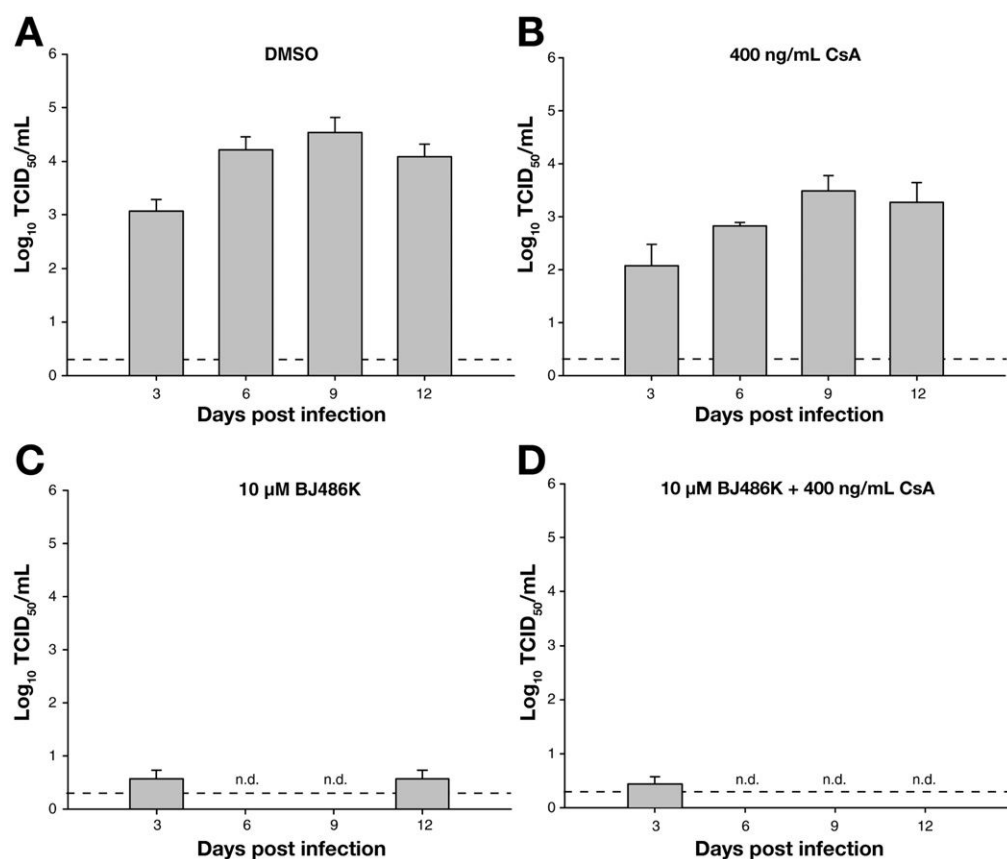 A
DMSO
Log₁₀ TCID₅₀/mL
6
5
4
3
2
1
0
3 6 9 12
Days post infection
B
400 ng/mL CsA
Log₁₀ TCID₅₀/mL
6
5
4
3
2
1
0
3 6 9 12
Days post infection
C
10 µM BJ486K
Log₁₀ TCID₅₀/mL
6
5
4
3
2
1
0
n.d. n.d.
3 6 9 12
Days post infection
D
10 µM BJ486K + 400 ng/mL CsA
Log₁₀ TCID₅₀/mL
6
5
4
3
2
1
0
n.d. n.d. n.d.
3 6 9 12
Days post infection